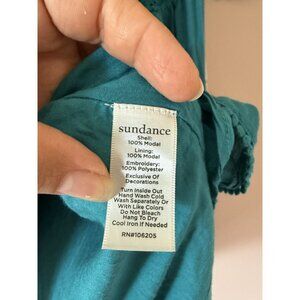 sundance
Shell:
100% Modal
Lining:
100% Modal
Embroidery:
100% Polyester
Exclusive Of
Decorations
Turn Inside Out
Hand Wash Cold
Wash Separately Or
With Like Colors
Do Not Bleach
Hang To Dry
Cool Iron If Needed
RN#106205